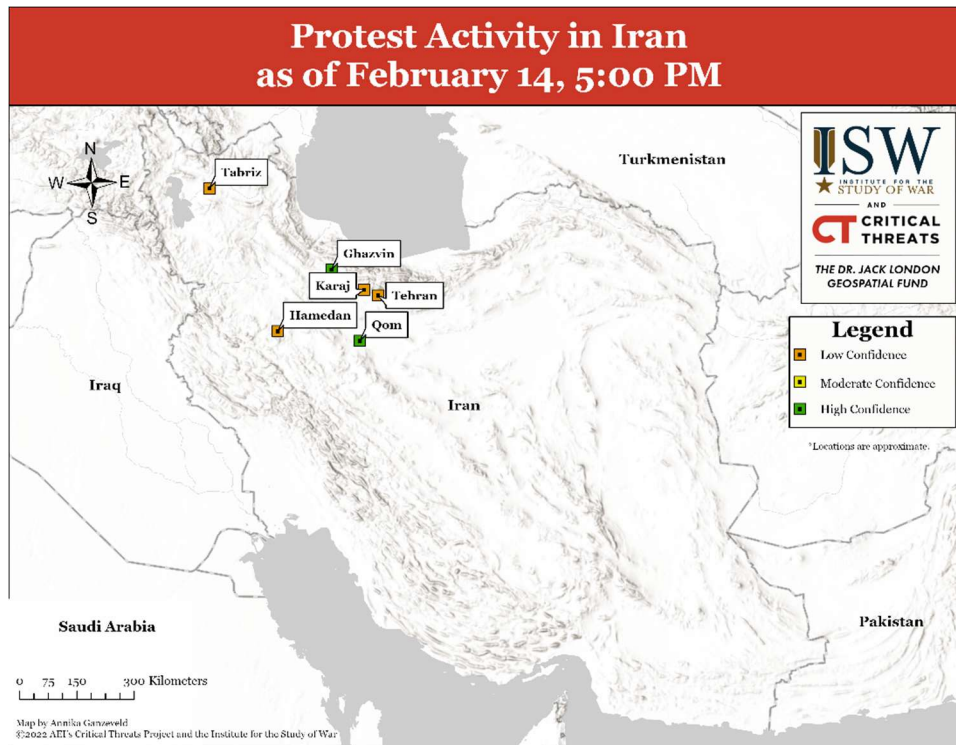 Protest Activity in Iran
as of February 14, 5:00 PM
N
W E
S
Turkmenistan
Tabriz
Ghazvin
Karaj
Tehran
Hamedan
Qom
Iraq
Iran
Saudi Arabia
Pakistan
ISW
INSTITUTE FOR THE
STUDY OF WAR
AND
CT CRITICAL
THREATS
THE DR. JACK LONDON
GEOSPATIAL FUND
Legend
Low Confidence
Moderate Confidence
High Confidence
*Locations are approximate.
0 75 150 300 Kilometers
Map by Annika Ganzeveld
©2022 AEI's Critical Threats Project and the Institute for the Study of War